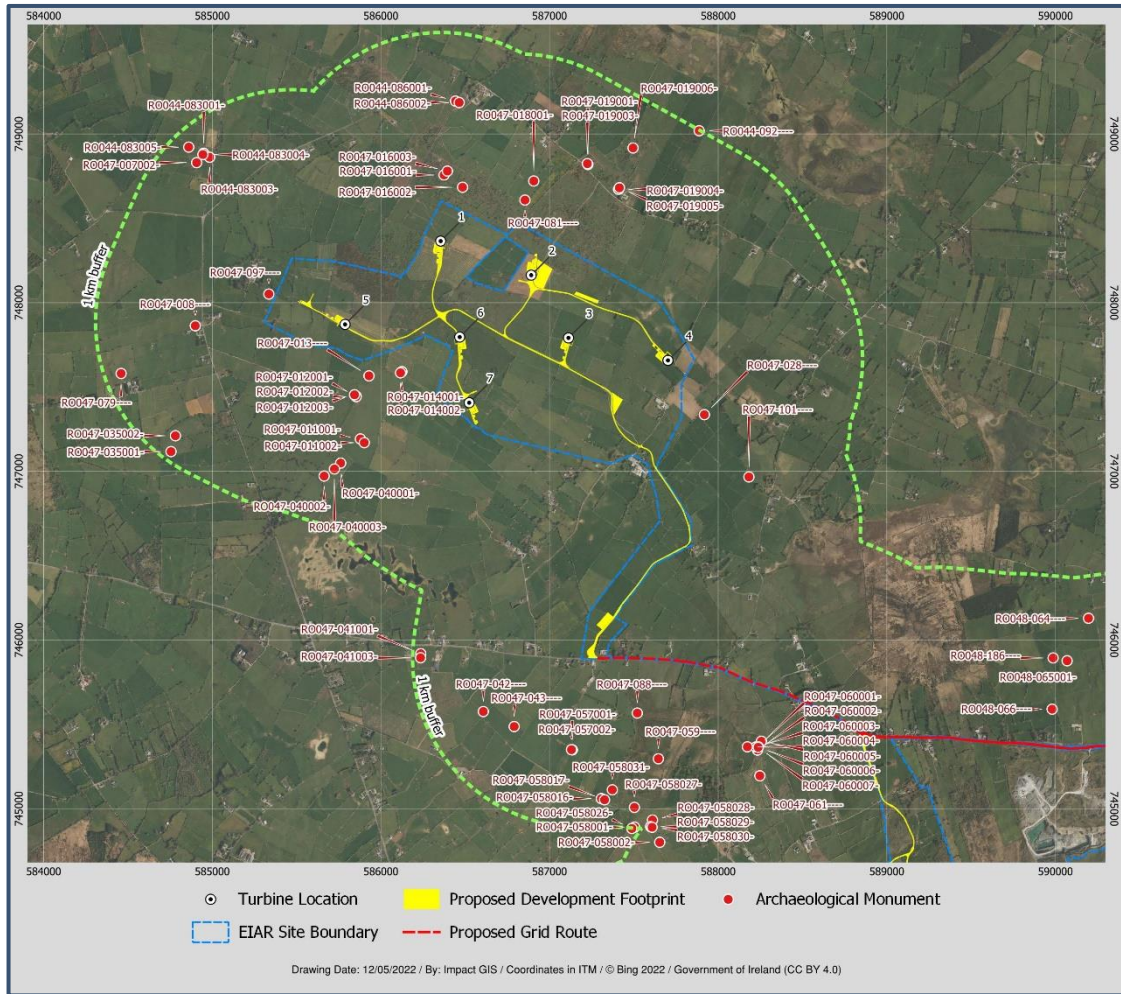 584000 585000 586000 587000 588000 589000 590000
RO044-086001-
RO044-086002-
RO047-019006-
RO047-019001-
RO047-019003-
RO047-018001-
RO044-083001-
RO044-092----
749000 749000
RO044-083005
RO047-007002-
RO044-083004-
RO044-083003-
RO047-016003-
RO047-016001-
RO047-016002-
RO047-019004-
RO047-019005-
RO047-081----
1
2
RO047-097----
1 km buffer
748000 748000
RO047-008----
5
6
3
4
RO047-013----
RO047-028----
RO047-079----
RO047-012001-
RO047-012002-
RO047-012003-
RO047-014001-
RO047-014002-
7
RO047-101----
RO047-035002-
RO047-035001-
RO047-011001-
RO047-011002-
747000 747000
RO047-040001-
RO047-040002-
RO047-040003-
RO048-064----
746000 746000
RO047-041001-
RO047-041003-
RO048-186----
RO048-065001-
1 km buffer
RO047-042----
RO047-043----
RO047-088----
RO047-057001-
RO047-057002-
RO047-059----
RO047-060001-
RO047-060002-
RO047-060003-
RO047-060004-
RO047-060005-
RO047-060006-
RO047-060007-
RO048-066----
RO047-058031-
RO047-058017-
RO047-058016-
RO047-058027-
RO047-061----
745000 745000
RO047-058026-
RO047-058001-
RO047-058002-
RO047-058028-
RO047-058029-
RO047-058030-
584000 585000 586000 587000 588000 589000 590000
Turbine Location Proposed Development Footprint Archaeological Monument
EIAR Site Boundary Proposed Grid Route
Drawing Date: 12/05/2022 / By: Impact GIS / Coordinates in ITM / © Bing 2022 / Government of Ireland (CC BY 4.0)